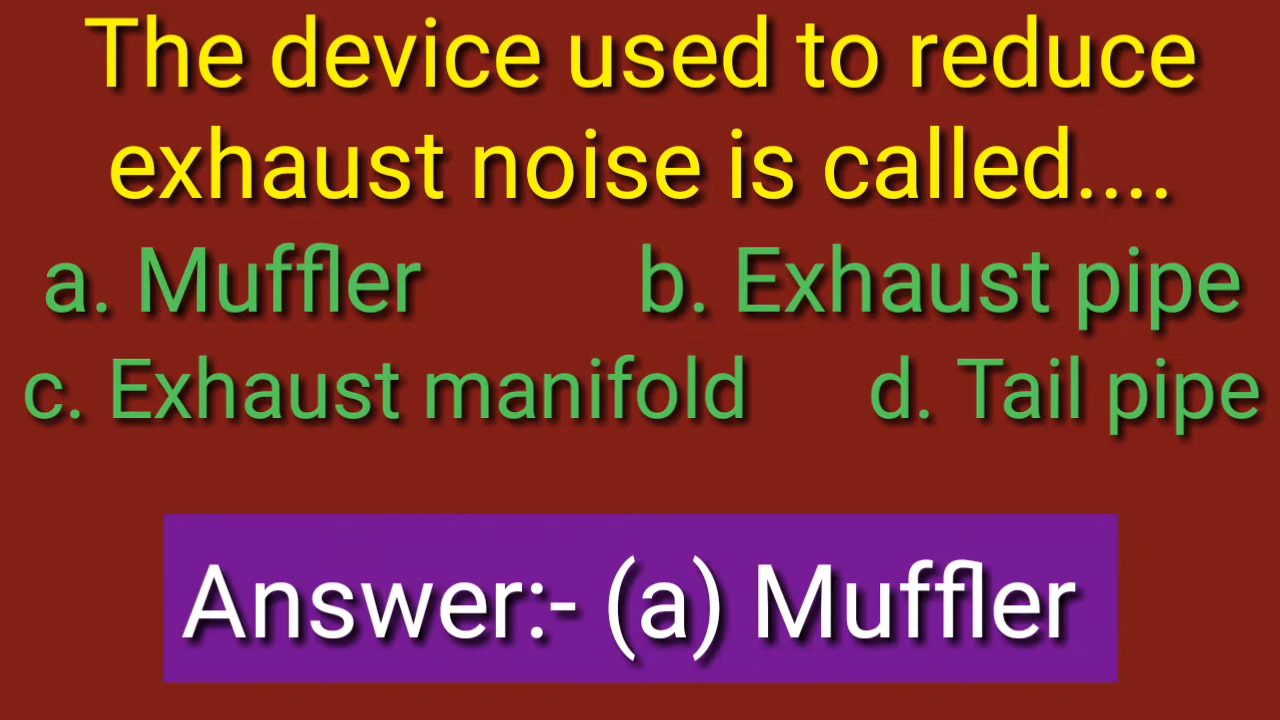 The device used to reduce
exhaust noise is called....
a. Muffler b. Exhaust pipe
c. Exhaust manifold d. Tail pipe
Answer:- (a) Muffler